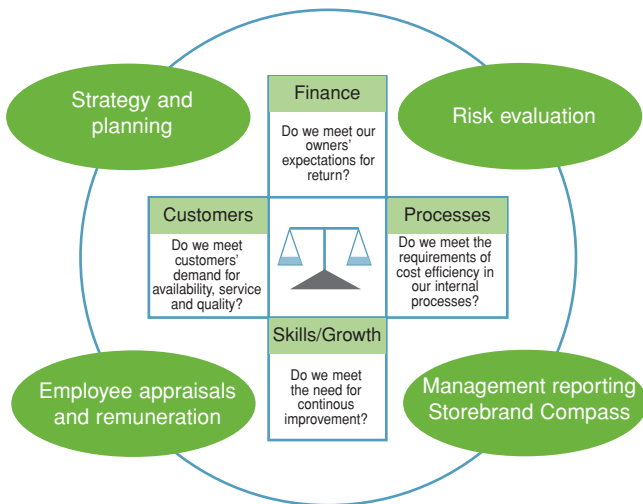 Strategy and
planning
Risk evaluation
Finance
Do we meet our
owners’
expectations for
return?
Customers
Do we meet
customers’
demand for
availability, service
and quality?
Processes
Do we meet the
requirements of
cost efficiency in
our internal
processes?
Skills/Growth
Do we meet
the need for
continous
improvement?
Employee appraisals
and remuneration
Management reporting
Storebrand Compass